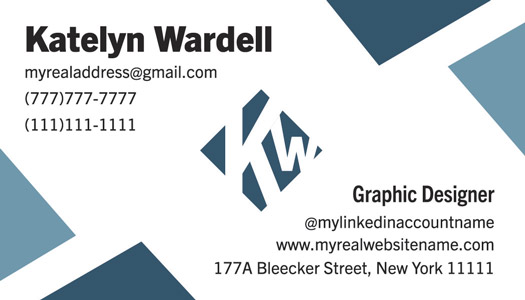 Katelyn Wardell
myrealaddress@gmail.com
(777)777-7777
(111)111-1111
KW
Graphic Designer
@mylinkedinaccountname
www.myrealwebsitename.com
177A Bleecker Street, New York 11111